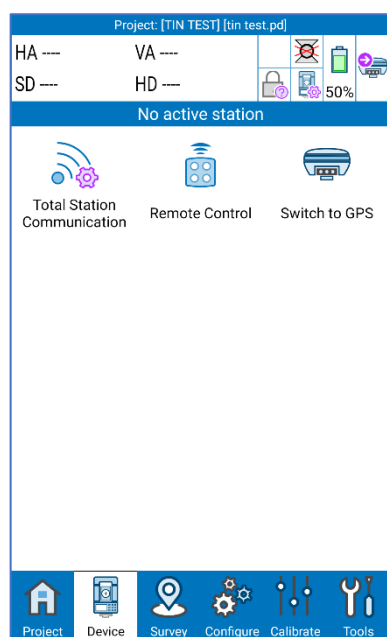 Project: [TIN TEST] [tin test.pd]
HA ---- VA ----
SD ---- HD ---- 50%
No active station
Total Station
Communication
Remote Control
Switch to GPS
Project Device Survey Configure Calibrate Tools